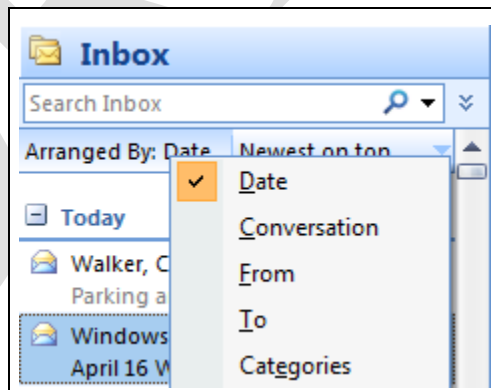 Inbox
Search Inbox
Arranged By: Date Newest on top
Date
Today
Conversation
Walker, C
From
Parking a
To
Windows
April 16 W
Categories